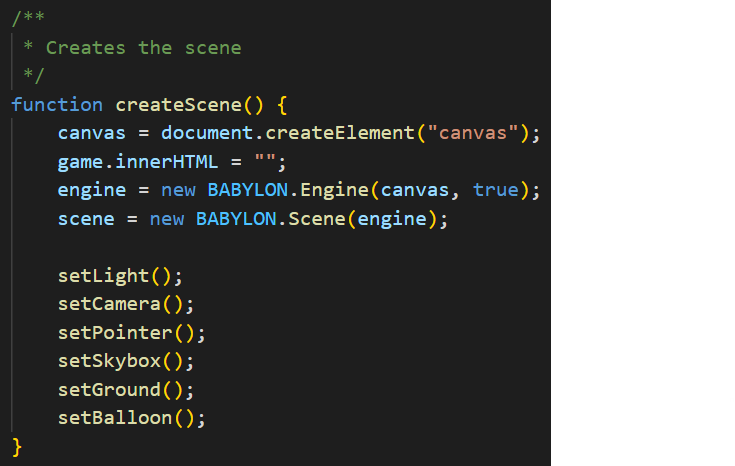 /**
 * Creates the scene
 */
function createScene() {
    canvas = document.createElement("canvas");
    game.innerHTML = "";
    engine = new BABYLON.Engine(canvas, true);
    scene = new BABYLON.Scene(engine);

    setLight();
    setCamera();
    setPointer();
    setSkybox();
    setGround();
    setBalloon();
}